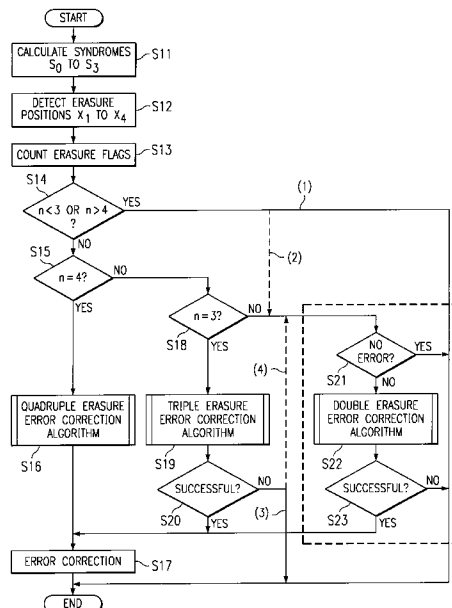 START
CALCULATE SYNDROMES
S0 TO S3
S11
DETECT ERASURE
POSITIONS X1 TO X4
S12
COUNT ERASURE FLAGS
S13
S14
n<3 OR n>4
?
YES
(1)
NO
(2)
S15
n=4?
NO
YES
n=3?
NO
S18
YES
(4)
NO
ERROR?
YES
S21
NO
QUADRUPLE ERASURE
ERROR CORRECTION
ALGORITHM
S16
TRIPLE ERASURE
ERROR CORRECTION
ALGORITHM
S19
DOUBLE ERASURE
ERROR CORRECTION
ALGORITHM
S22
SUCCESSFUL?
NO
S20
YES
(3)
SUCCESSFUL?
NO
S23
YES
ERROR CORRECTION
S17
END